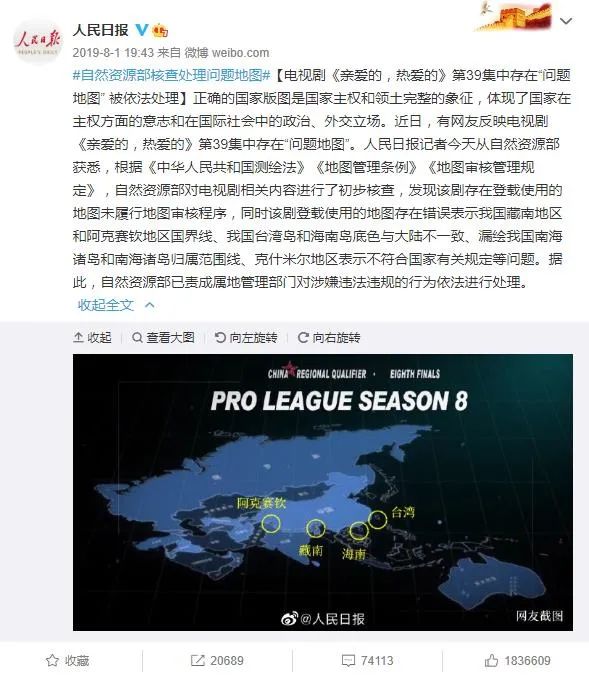 人民日报
人民日报
PEOPLE'S DAILY
2019-8-1 19:43 来自 微博 weibo.com
#自然资源部核查处理问题地图#【电视剧《亲爱的，热爱的》第39集中存在“问题
地图” 被依法处理】正确的国家版图是国家主权和领土完整的象征，体现了国家在
主权方面的意志和在国际社会中的政治、外交立场。近日，有网友反映电视剧
《亲爱的，热爱的》第39集中存在“问题地图”。人民日报记者今天从自然资源部
获悉，根据《中华人民共和国测绘法》《地图管理条例》《地图审核管理规
定》，自然资源部对电视剧相关内容进行了初步核查，发现该剧存在登载使用的
地图未履行地图审核程序，同时该剧登载使用的地图存在错误表示我国藏南地区
和阿克赛钦地区国界线、我国台湾岛和海南岛底色与大陆不一致、漏绘我国南海
诸岛和南海诸岛归属范围线、克什米尔地区表示不符合国家有关规定等问题。据
此，自然资源部已责成属地管理部门对涉嫌违法违规的行为依法进行处理。
收起全文
收起 查看大图 向左旋转 向右旋转
CHINA REGIONAL QUALIFIER · EIGHTH FINALS
PRO LEAGUE SEASON 8
阿克赛钦
台湾
藏南
海南
@人民日报
网友截图
收藏 20689 74113 1836609